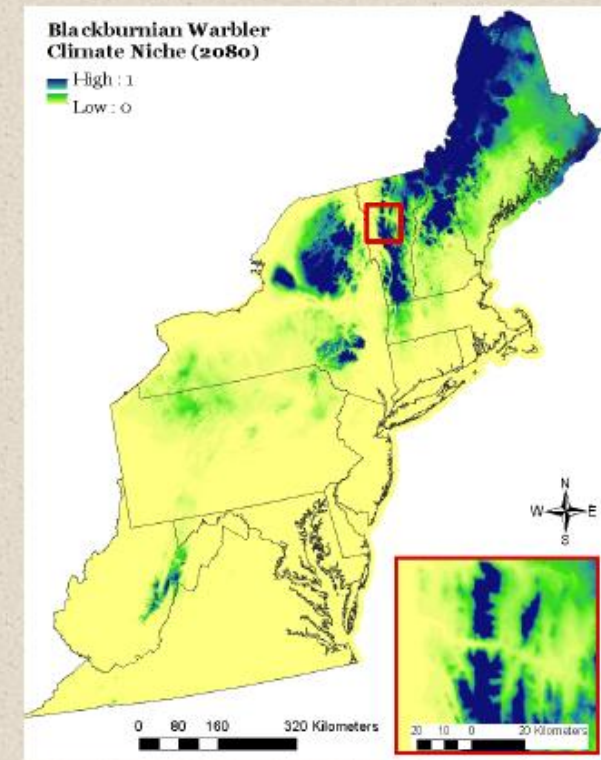 Blackburnian Warbler
Climate Niche (2080)
High : 1
Low : 0
N
W E
S
0 80 160 320 Kilometers
20 10 0 20 Kilometers